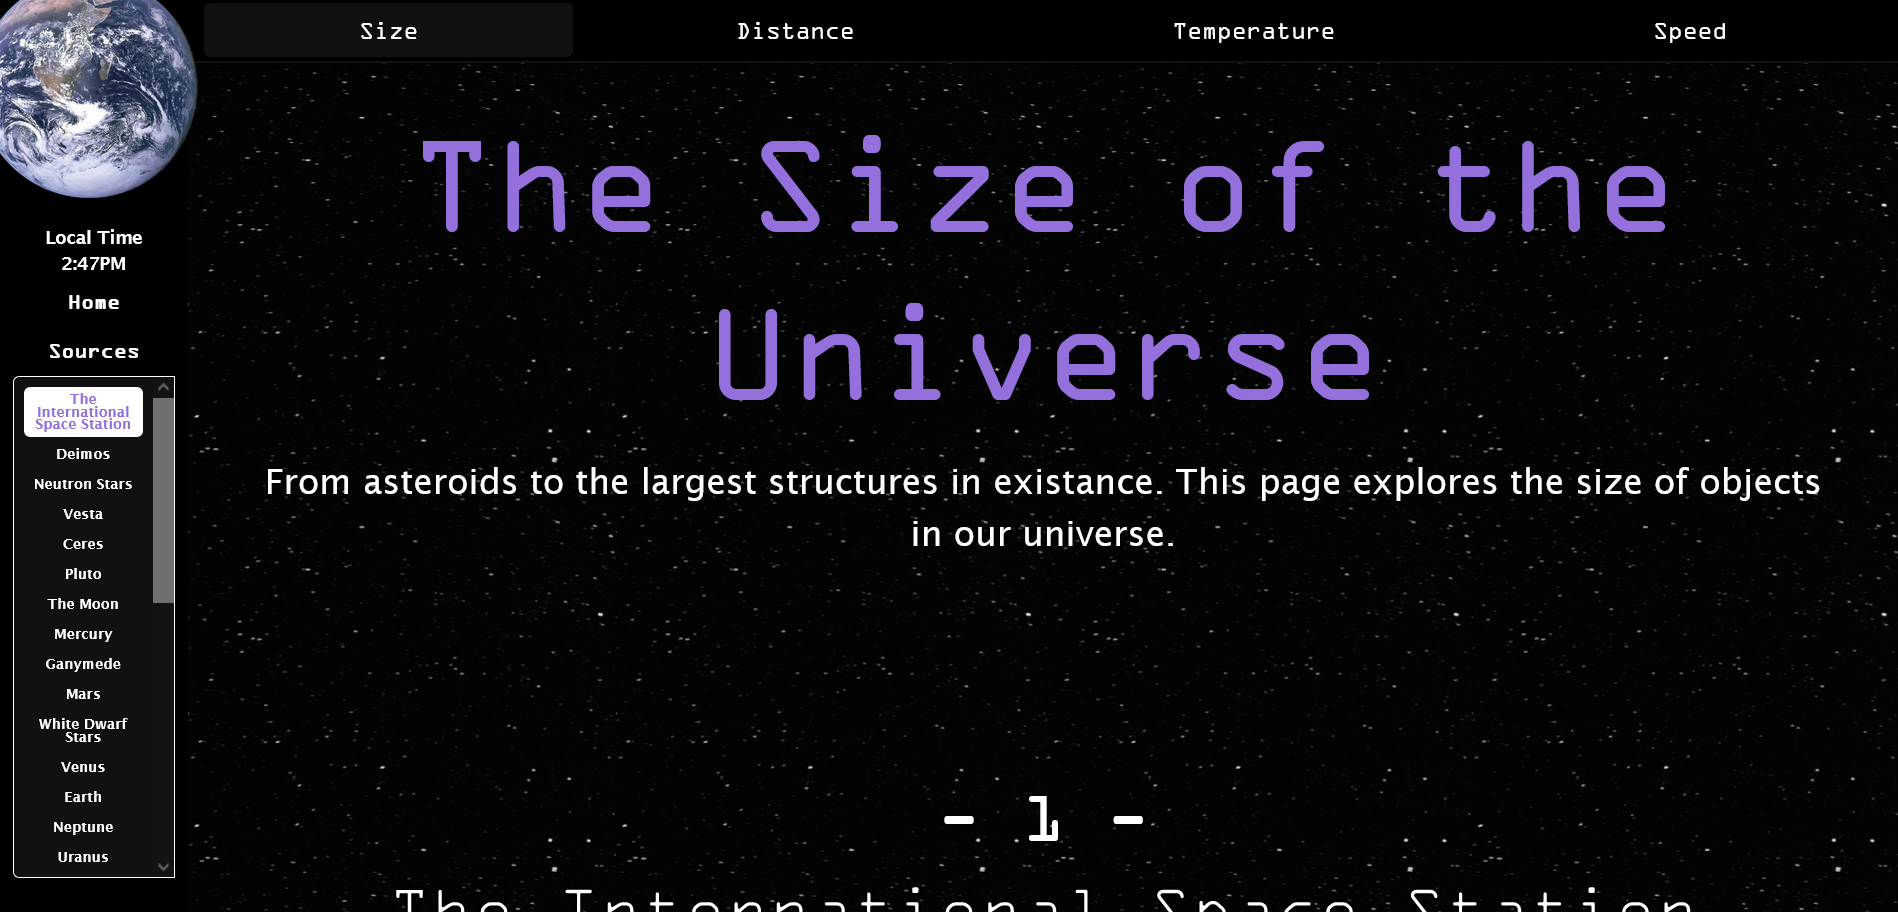 Size
Distance
Temperature
Speed
Local Time
2:47PM
Home
Sources
The
International
Space Station
Deimos
Neutron Stars
Vesta
Ceres
Pluto
The Moon
Mercury
Ganymede
Mars
White Dwarf
Stars
Venus
Earth
Neptune
Uranus
The Size of the
Universe
From asteroids to the largest structures in existance. This page explores the size of objects
in our universe.
- 1 -
The International Space Station